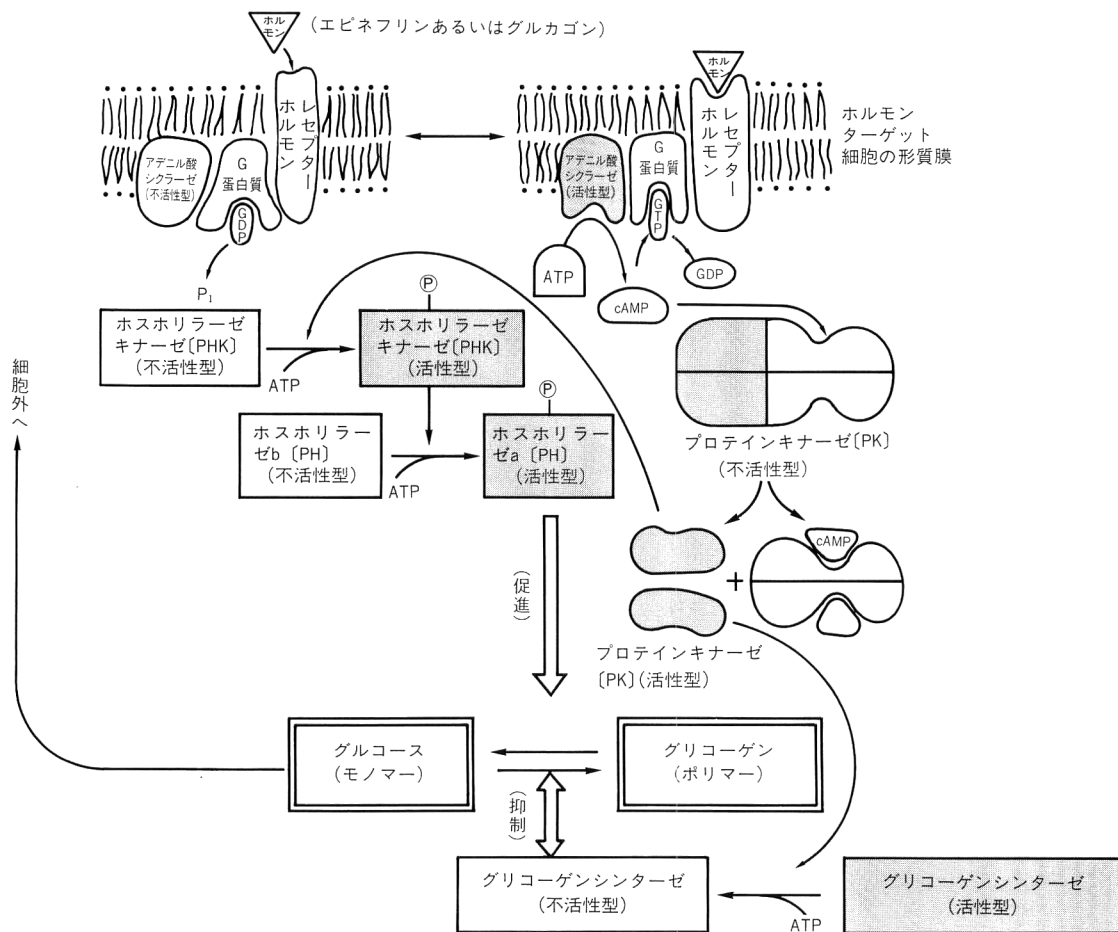 ホル
モン
(エピネフリンあるいはグルカゴン)
ホルモン
レセプター
アデニル酸
シクラーゼ
(不活性型)
G
蛋白質
GDP
P₁
ホル
モン
ホルモン
レセプター
アデニル酸
シクラーゼ
(活性型)
G
蛋白質
GTP
GDP
ATP
cAMP
ホルモン
ターゲット
細胞の形質膜
ホスホリラーゼ
キナーゼ〔PHK〕
(不活性型)
ATP
Ⓟ
ホスホリラーゼ
キナーゼ〔PHK〕
(活性型)
ホスホリラー
ゼb〔PH〕
(不活性型)
ATP
Ⓟ
ホスホリラー
ゼa〔PH〕
(活性型)
プロテインキナーゼ〔PK〕
(不活性型)
cAMP
+
プロテインキナーゼ
〔PK〕(活性型)
細胞外へ
(促進)
グルコース
(モノマー)
グリコーゲン
(ポリマー)
(抑制)
グリコーゲンシンターゼ
(不活性型)
ATP
グリコーゲンシンターゼ
(活性型)